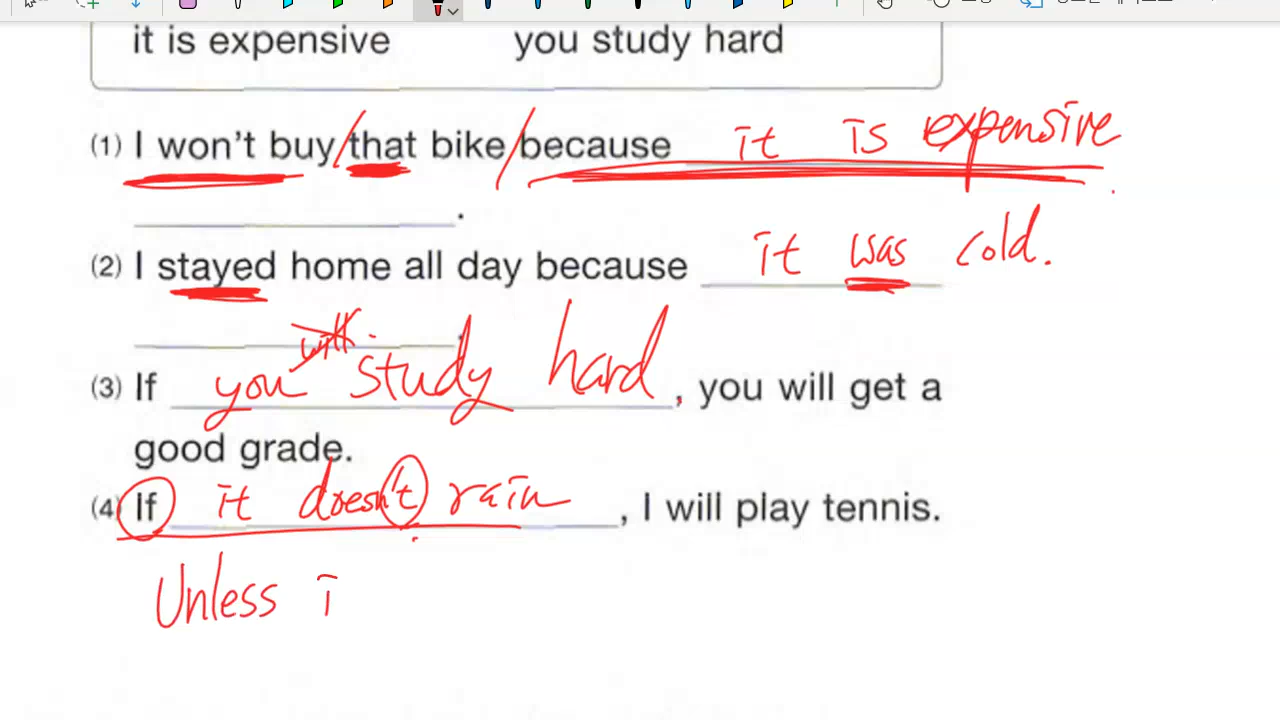 it is expensive you study hard
(1) I won't buy that bike because it is expensive
.
(2) I stayed home all day because it was cold.
.
will
(3) If you study hard, you will get a
good grade.
(4) If it doesn't rain, I will play tennis.
Unless i